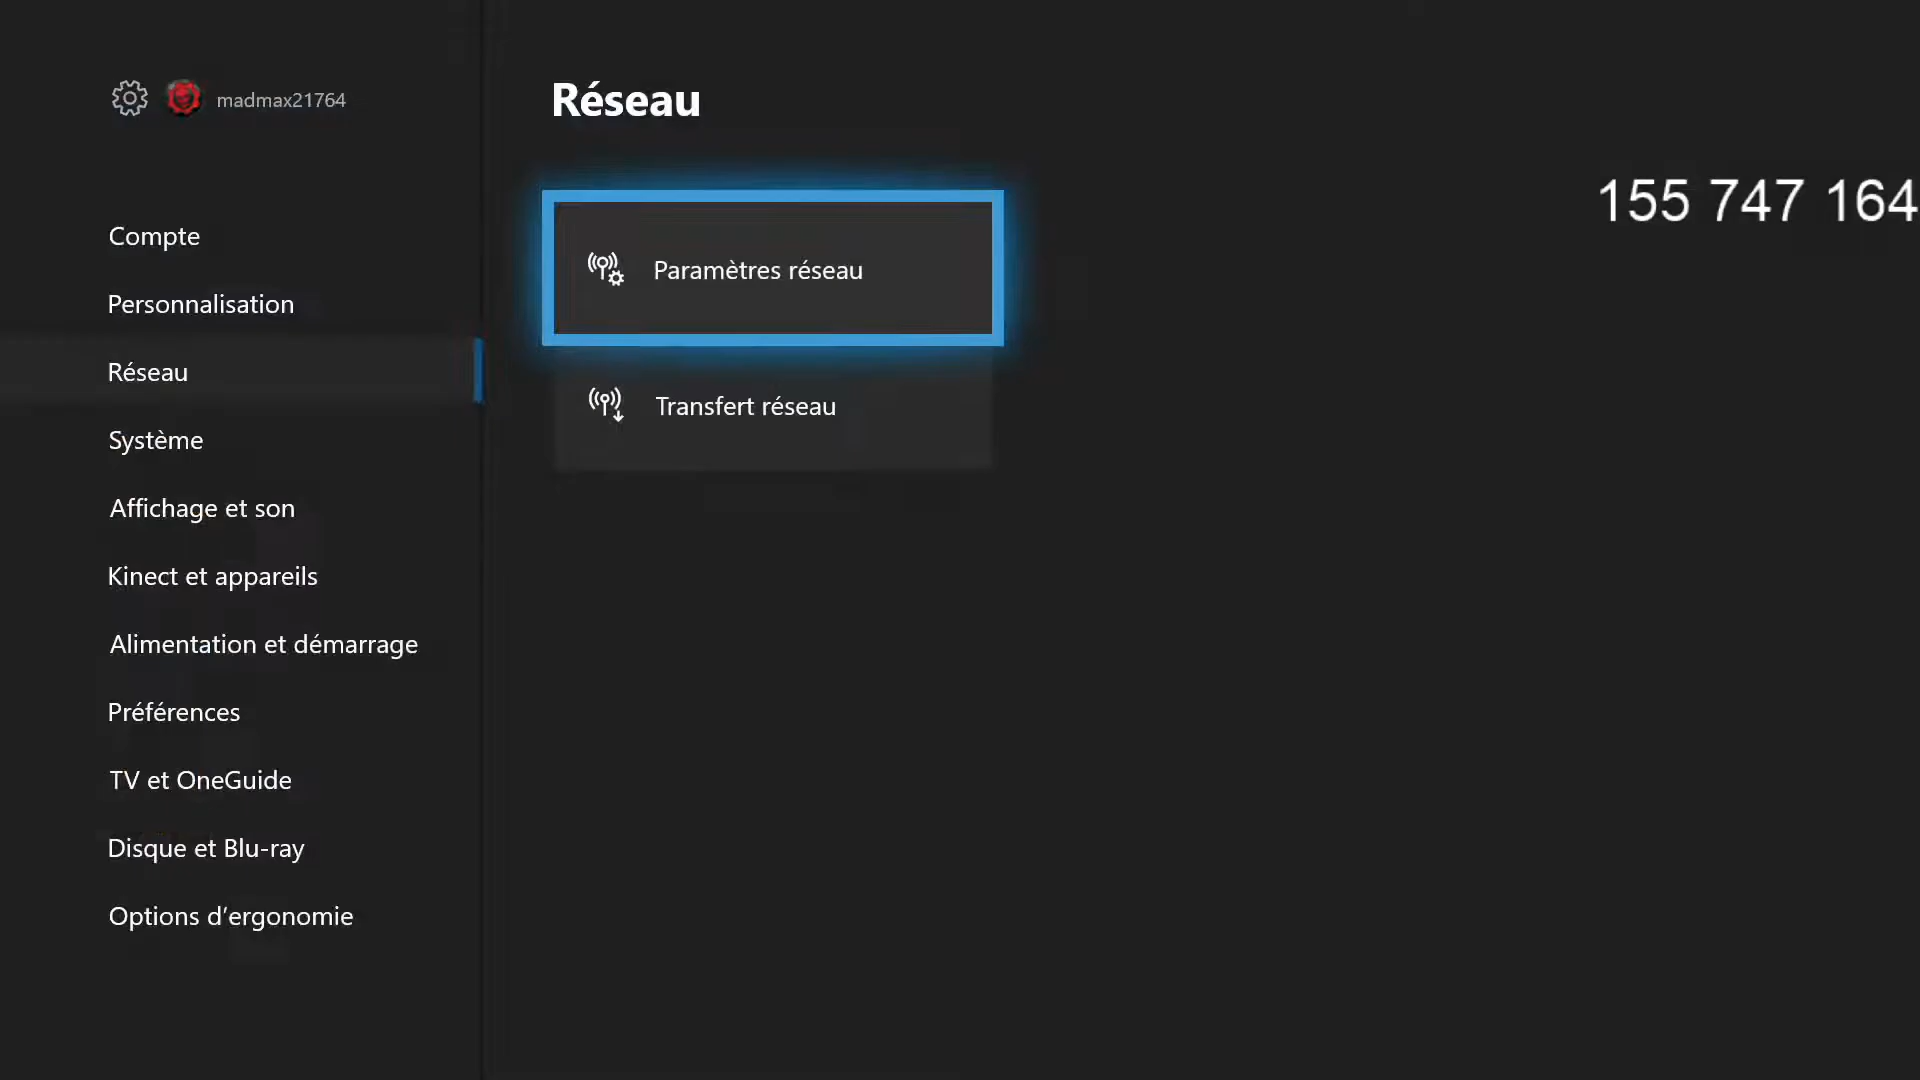 madmax21764
Compte
Personnalisation
Réseau
Système
Affichage et son
Kinect et appareils
Alimentation et démarrage
Préférences
TV et OneGuide
Disque et Blu-ray
Options d’ergonomie
Réseau
Paramètres réseau
Transfert réseau
155 747 164